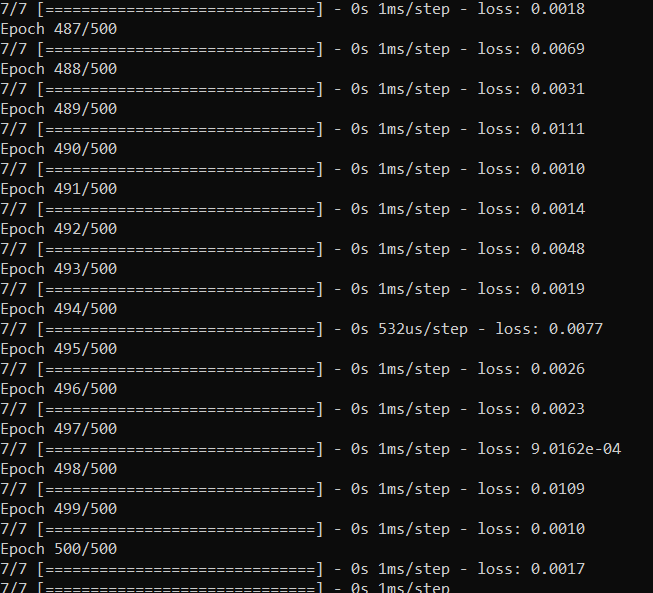 7/7 [==============================] - 0s 1ms/step - loss: 0.0018
Epoch 487/500
7/7 [==============================] - 0s 1ms/step - loss: 0.0069
Epoch 488/500
7/7 [==============================] - 0s 1ms/step - loss: 0.0031
Epoch 489/500
7/7 [==============================] - 0s 1ms/step - loss: 0.0111
Epoch 490/500
7/7 [==============================] - 0s 1ms/step - loss: 0.0010
Epoch 491/500
7/7 [==============================] - 0s 1ms/step - loss: 0.0014
Epoch 492/500
7/7 [==============================] - 0s 1ms/step - loss: 0.0048
Epoch 493/500
7/7 [==============================] - 0s 1ms/step - loss: 0.0019
Epoch 494/500
7/7 [==============================] - 0s 532us/step - loss: 0.0077
Epoch 495/500
7/7 [==============================] - 0s 1ms/step - loss: 0.0026
Epoch 496/500
7/7 [==============================] - 0s 1ms/step - loss: 0.0023
Epoch 497/500
7/7 [==============================] - 0s 1ms/step - loss: 9.0162e-04
Epoch 498/500
7/7 [==============================] - 0s 1ms/step - loss: 0.0109
Epoch 499/500
7/7 [==============================] - 0s 1ms/step - loss: 0.0010
Epoch 500/500
7/7 [==============================] - 0s 1ms/step - loss: 0.0017
7/7 [==============================] - 0s 1ms/step